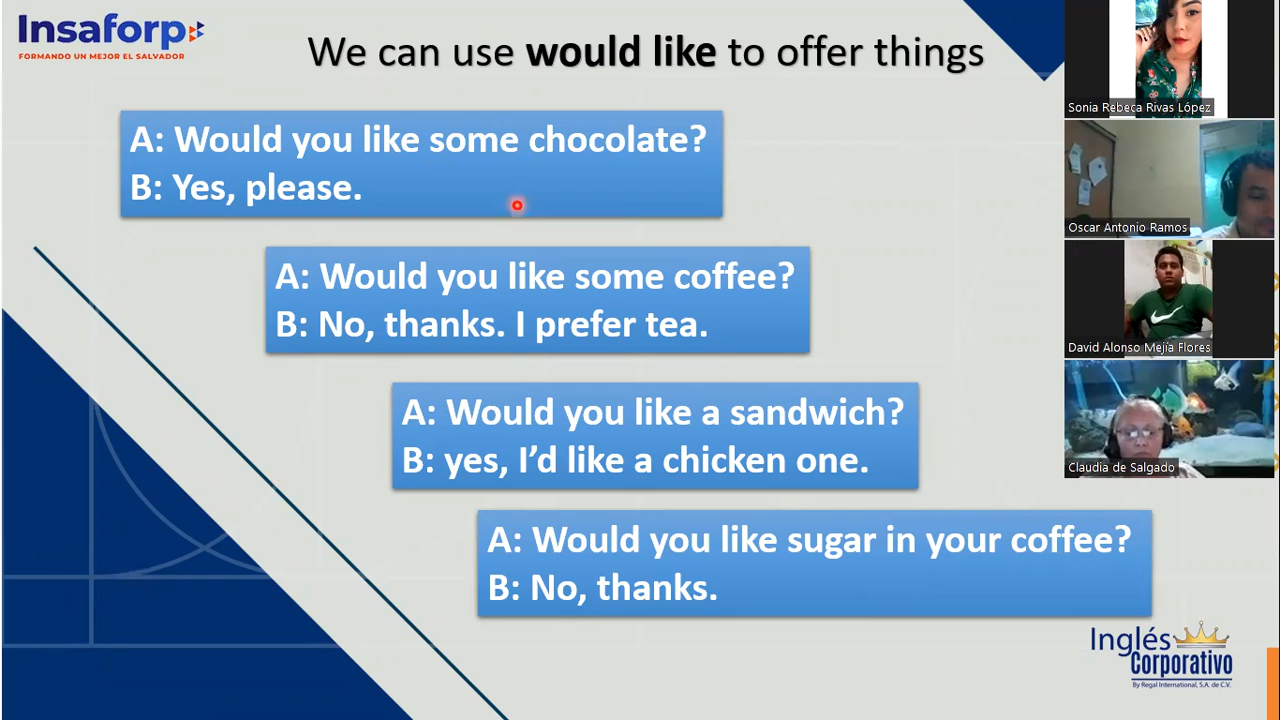 Insaforp
FORMANDO UN MEJOR EL SALVADOR
We can use would like to offer things
A: Would you like some chocolate?
B: Yes, please.
A: Would you like some coffee?
B: No, thanks. I prefer tea.
A: Would you like a sandwich?
B: yes, I’d like a chicken one.
A: Would you like sugar in your coffee?
B: No, thanks.
Sonia Rebeca Rivas López
Oscar Antonio Ramos
David Alonso Mejía Flores
Claudia de Salgado
Inglés
Corporativo
By Regal International, S.A. de C.V.